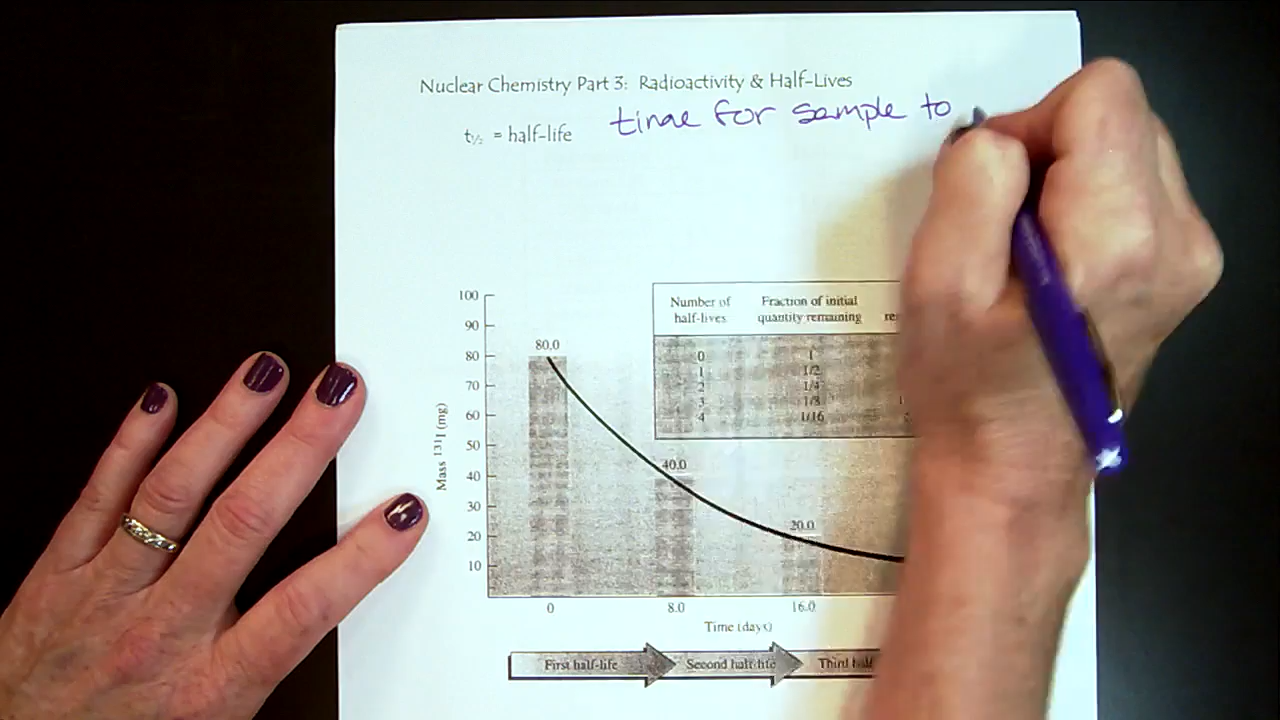 Nuclear Chemistry Part 3: Radioactivity & Half-Lives
time for sample to
t1/2 = half-life
Number of half-lives
Fraction of initial quantity remaining
0 1
1 1/2
2 1/4
3 1/8
4 1/16
100
90
80
70
60
50
40
30
20
10
Mass 131I (mg)
80.0
40.0
20.0
0 8.0 16.0
Time (days)
First half-life Second half-life Third